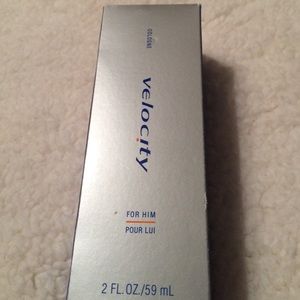 COLOGNE
velocity
FOR HIM
POUR LUI
2 FL. OZ./59 mL